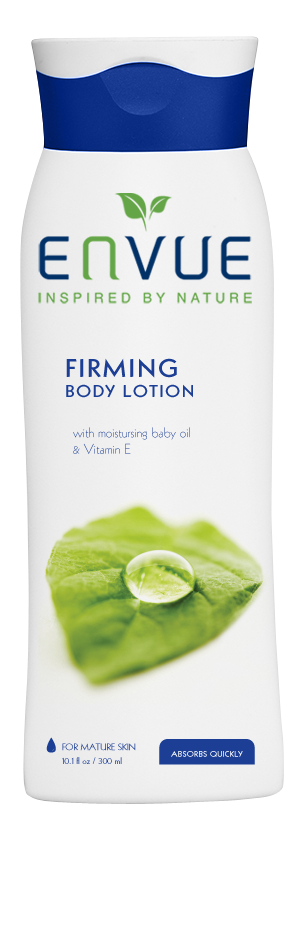 ENVUE
INSPIRED BY NATURE
FIRMING
BODY LOTION
with moistursing baby oil
& Vitamin E
FOR MATURE SKIN
10.1 fl oz / 300 ml
ABSORBS QUICKLY